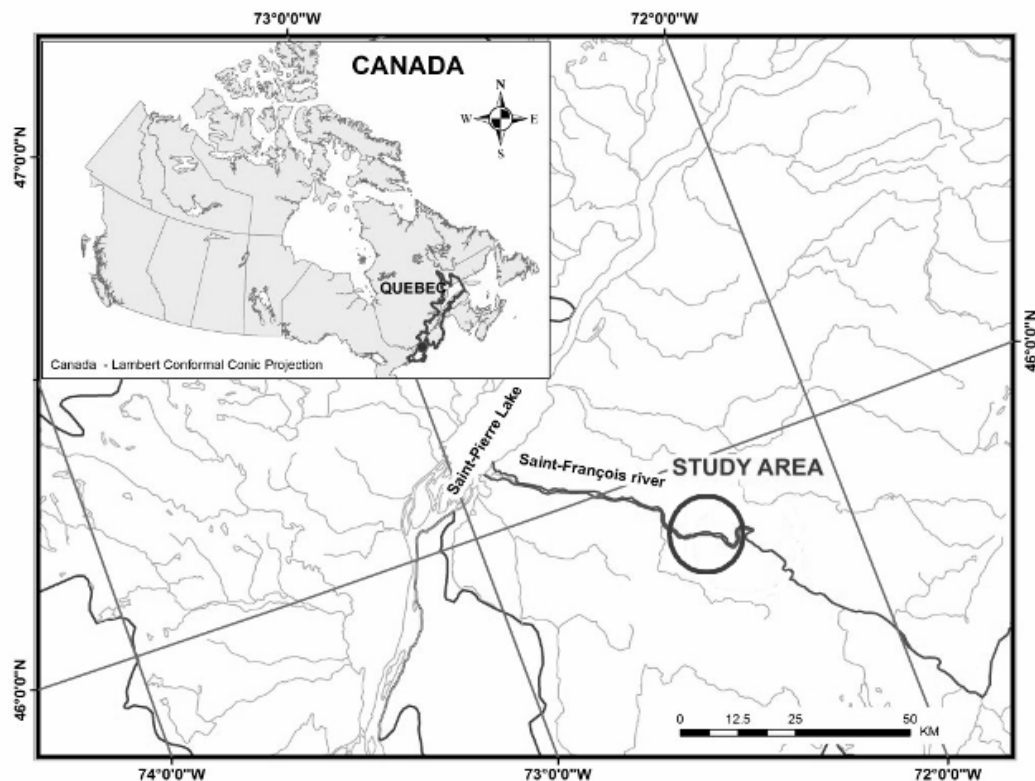 73°0'0"W
72°0'0"W
CANADA
N
W E
S
47°0'0"N
QUEBEC
46°0'0"N
Canada - Lambert Conformal Conic Projection
Saint-Pierre Lake
Saint-François river
STUDY AREA
46°0'0"N
0 12.5 25 50
KM
74°0'0"W
73°0'0"W
72°0'0"W